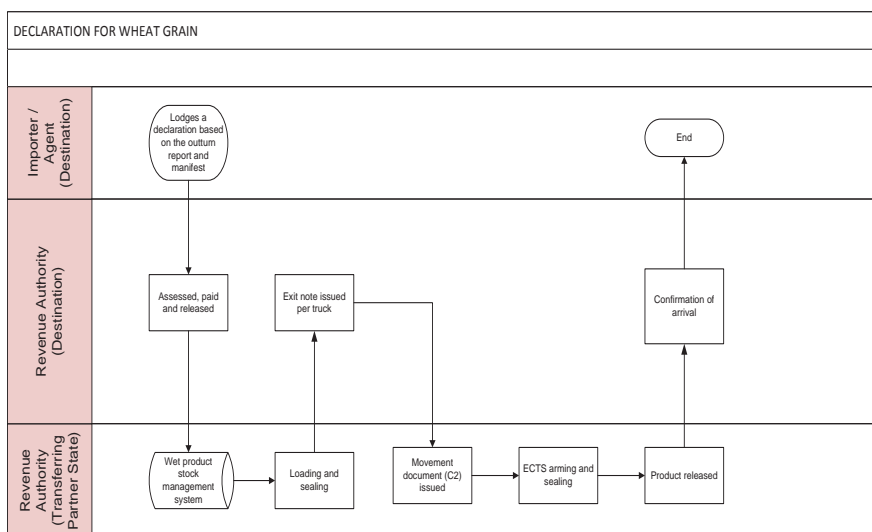 DECLARATION FOR WHEAT GRAIN
Importer /
Agent
(Destination)
Lodges a
declaration based
on the outturn
report and
manifest
End
Revenue Authority
(Destination)
Assessed, paid
and released
Exit note issued
per truck
Confirmation of
arrival
Revenue
Authority
(Transferring
Partner State)
Wet product
stock
management
system
Loading and
sealing
Movement
document (C2)
issued
ECTS arming and
sealing
Product released